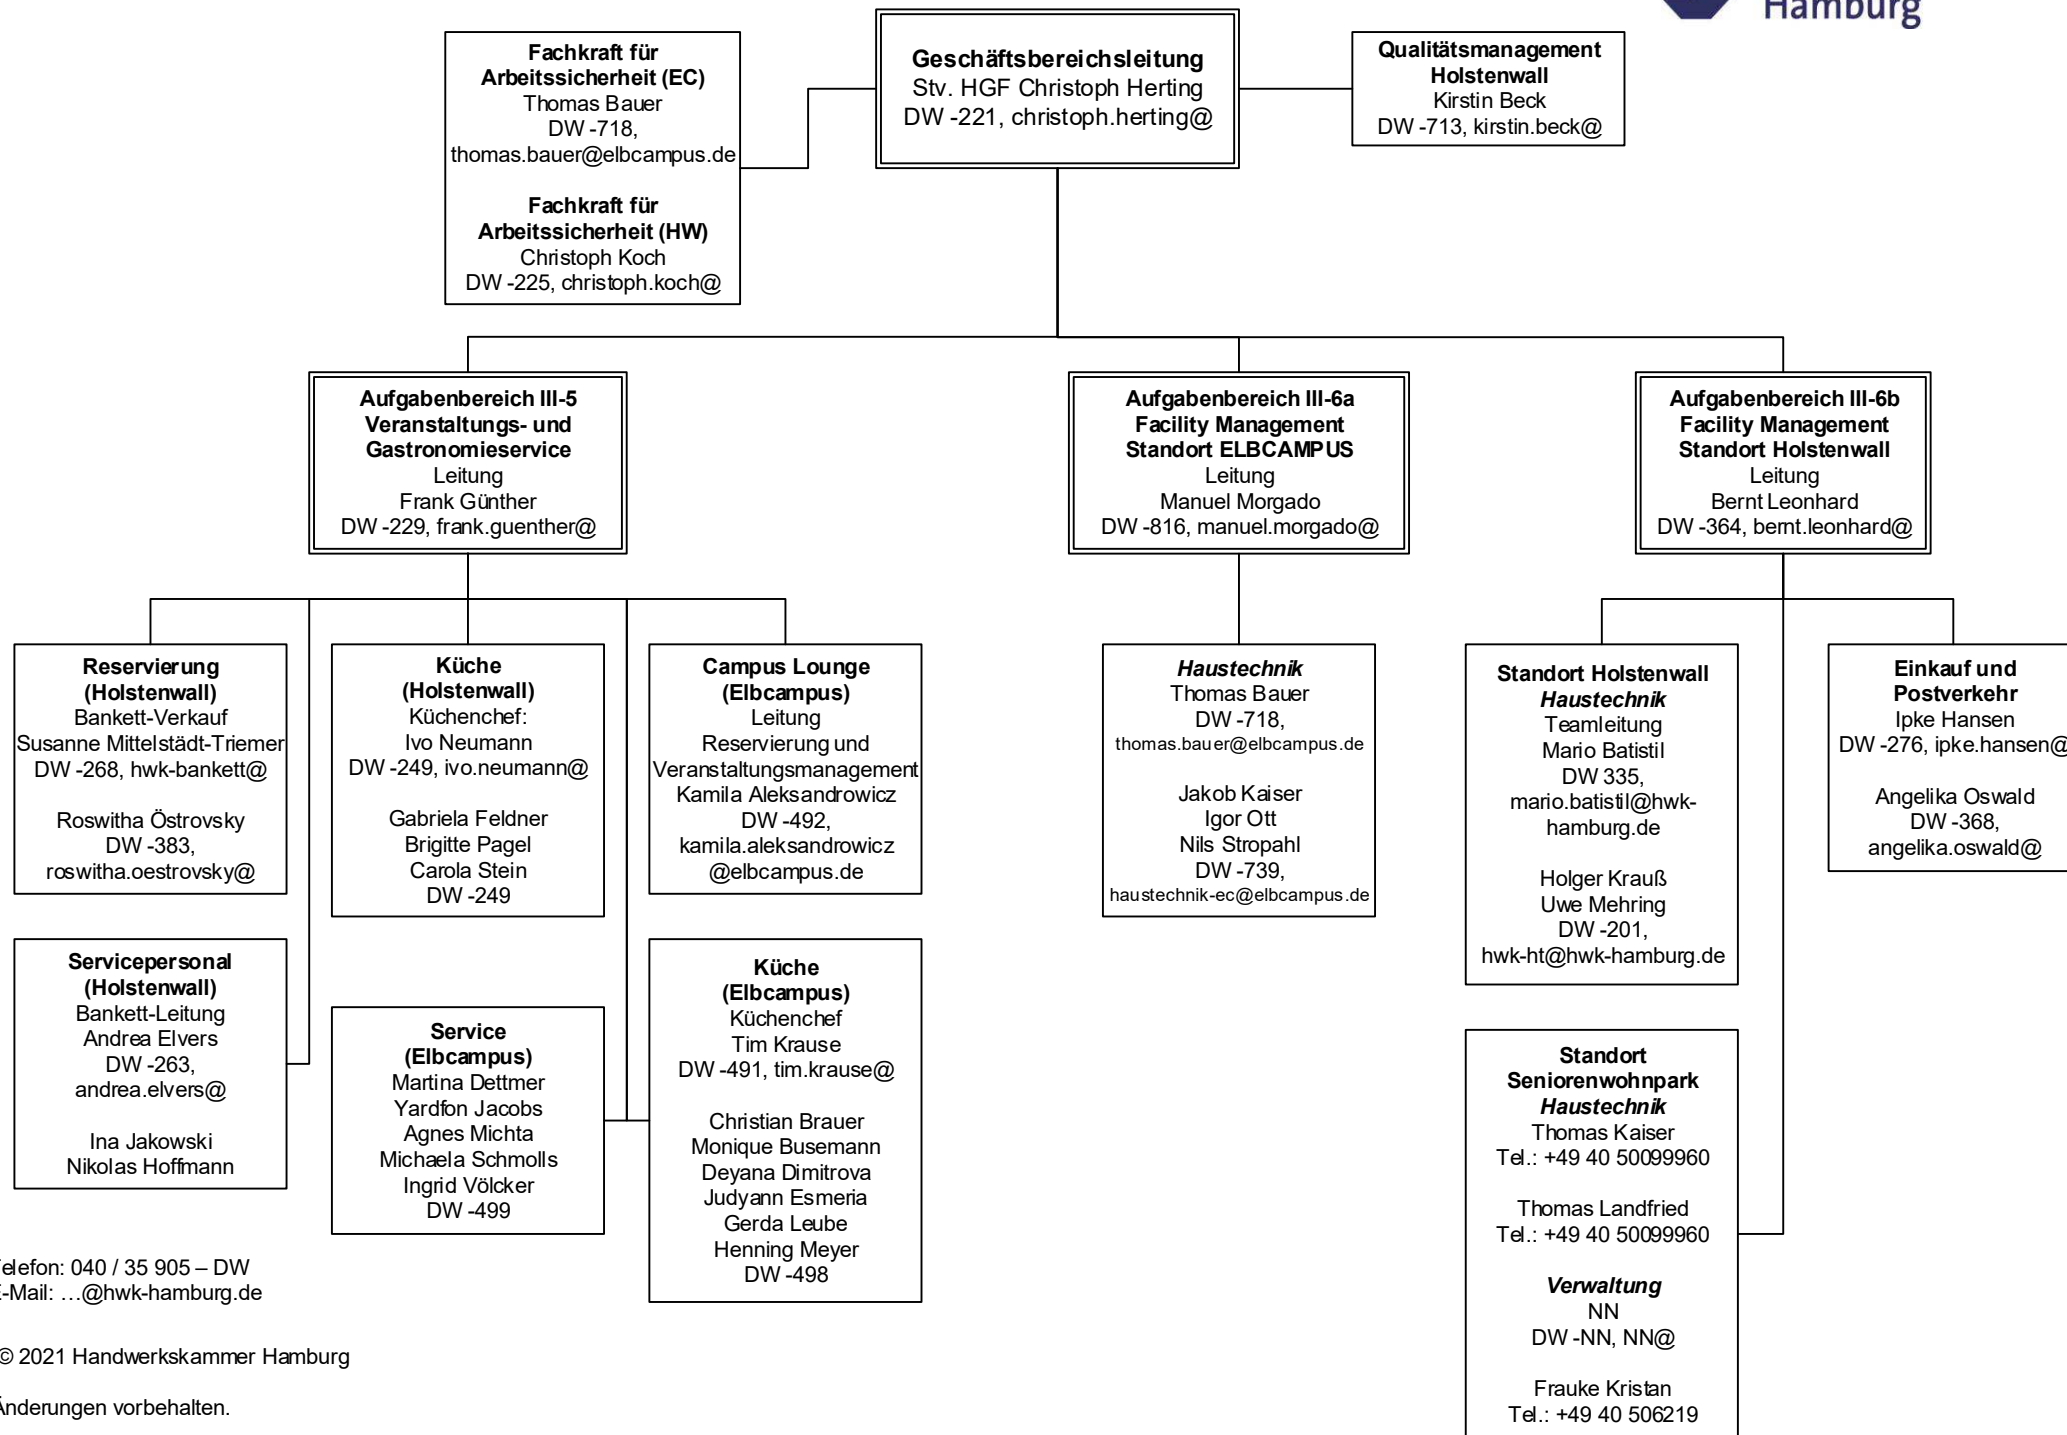 Hamburg
Fachkraft für
Arbeitssicherheit (EC)
Thomas Bauer
DW -718,
thomas.bauer@elbcampus.de
Fachkraft für
Arbeitssicherheit (HW)
Christoph Koch
DW -225, christoph.koch@
Geschäftsbereichsleitung
Stv. HGF Christoph Herting
DW -221, christoph.herting@
Qualitätsmanagement
Holstenwall
Kirstin Beck
DW -713, kirstin.beck@
Aufgabenbereich III-5
Veranstaltungs- und
Gastronomieservice
Leitung
Frank Günther
DW -229, frank.guenther@
Aufgabenbereich III-6a
Facility Management
Standort ELBCAMPUS
Leitung
Manuel Morgado
DW -816, manuel.morgado@
Aufgabenbereich III-6b
Facility Management
Standort Holstenwall
Leitung
Bernt Leonhard
DW -364, bernt.leonhard@
Reservierung
(Holstenwall)
Bankett-Verkauf
Susanne Mittelstädt-Triemer
DW -268, hwk-bankett@
Roswitha Östrovsky
DW -383,
roswitha.oestrovsky@
Küche
(Holstenwall)
Küchenchef:
Ivo Neumann
DW -249, ivo.neumann@
Gabriela Feldner
Brigitte Pagel
Carola Stein
DW -249
Campus Lounge
(Elbcampus)
Leitung
Reservierung und
Veranstaltungsmanagement
Kamila Aleksandrowicz
DW -492,
kamila.aleksandrowicz
@elbcampus.de
Haustechnik
Thomas Bauer
DW -718,
thomas.bauer@elbcampus.de
Jakob Kaiser
Igor Ott
Nils Stropahl
DW -739,
haustechnik-ec@elbcampus.de
Standort Holstenwall
Haustechnik
Teamleitung
Mario Batistil
DW 335,
mario.batistil@hwk-
hamburg.de
Holger Krauß
Uwe Mehring
DW -201,
hwk-ht@hwk-hamburg.de
Einkauf und
Postverkehr
Ipke Hansen
DW -276, ipke.hansen@
Angelika Oswald
DW -368,
angelika.oswald@
Servicepersonal
(Holstenwall)
Bankett-Leitung
Andrea Elvers
DW -263,
andrea.elvers@
Ina Jakowski
Nikolas Hoffmann
Service
(Elbcampus)
Martina Dettmer
Yardfon Jacobs
Agnes Michta
Michaela Schmolls
Ingrid Völcker
DW -499
Küche
(Elbcampus)
Küchenchef
Tim Krause
DW -491, tim.krause@
Christian Brauer
Monique Busemann
Deyana Dimitrova
Judyann Esmeria
Gerda Leube
Henning Meyer
DW -498
Standort
Seniorenwohnpark
Haustechnik
Thomas Kaiser
Tel.: +49 40 50099960
Thomas Landfried
Tel.: +49 40 50099960
Verwaltung
NN
DW -NN, NN@
Frauke Kristan
Tel.: +49 40 506219
Telefon: 040 / 35 905 – DW
E-Mail: …@hwk-hamburg.de
© 2021 Handwerkskammer Hamburg
Änderungen vorbehalten.